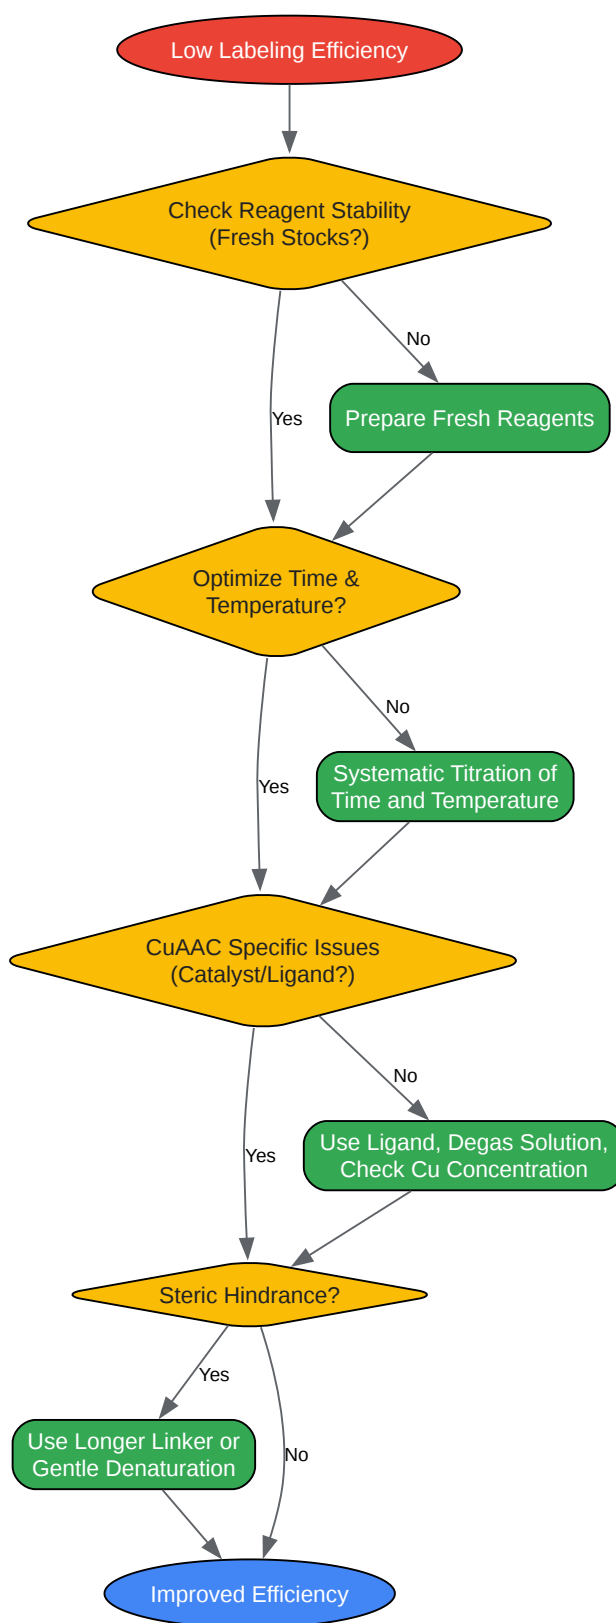 Low Labeling Efficiency
Check Reagent Stability
(Fresh Stocks?)
No
Yes
Prepare Fresh Reagents
Optimize Time &
Temperature?
No
Yes
Systematic Titration of
Time and Temperature
CuAAC Specific Issues
(Catalyst/Ligand?)
No
Yes
Use Ligand, Degas Solution,
Check Cu Concentration
Steric Hindrance?
Yes
No
Use Longer Linker or
Gentle Denaturation
Improved Efficiency